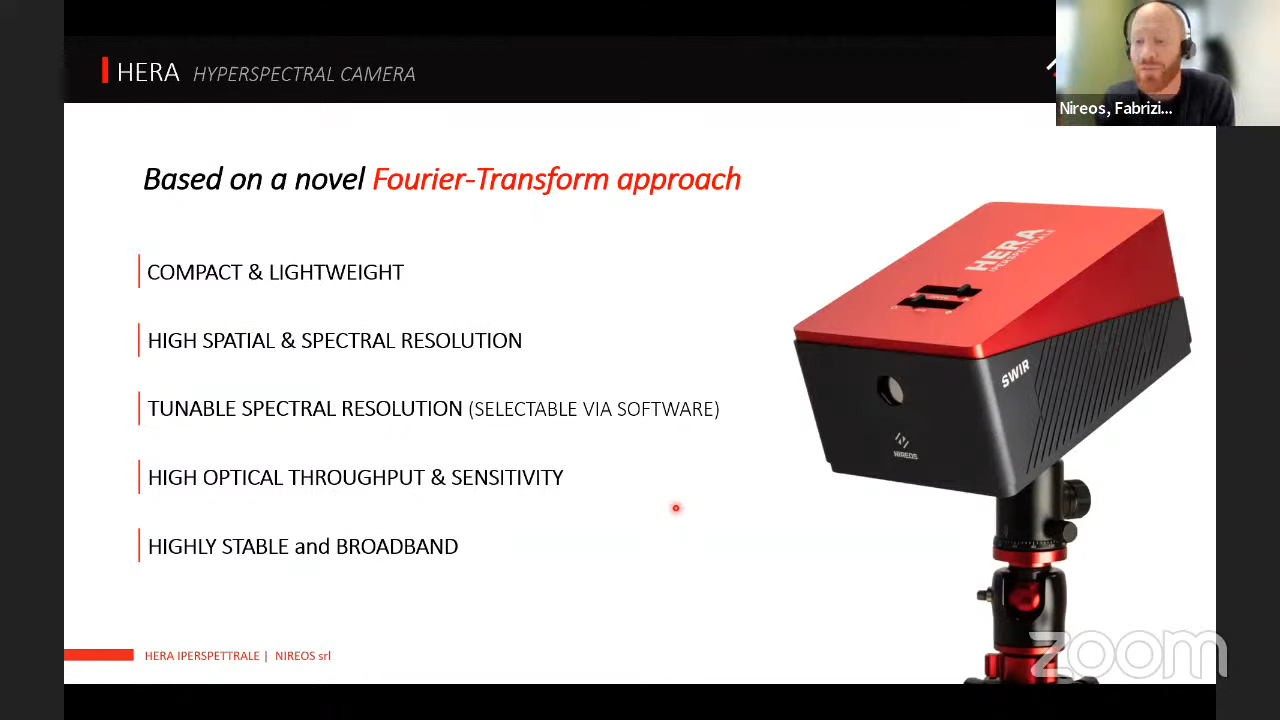 HERA HYPERSPECTRAL CAMERA
Nireos, Fabrizi...
Based on a novel Fourier-Transform approach
COMPACT & LIGHTWEIGHT
HIGH SPATIAL & SPECTRAL RESOLUTION
TUNABLE SPECTRAL RESOLUTION (SELECTABLE VIA SOFTWARE)
HIGH OPTICAL THROUGHPUT & SENSITIVITY
HIGHLY STABLE and BROADBAND
HERA
IPERSPETTRALE
SWIR
NIREOS
HERA IPERSPETTRALE | NIREOS srl
zoom